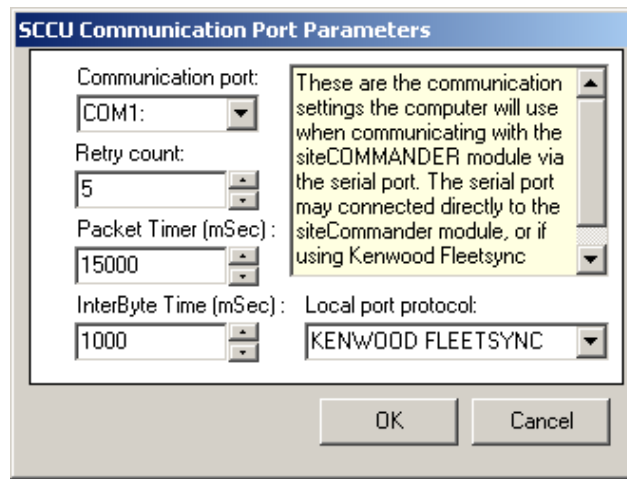 SCCU Communication Port Parameters
Communication port:
COM1:
Retry count:
5
Packet Timer (mSec) :
15000
InterByte Time (mSec) :
1000
These are the communication
settings the computer will use
when communicating with the
siteCOMMANDER module via
the serial port. The serial port
may connected directly to the
siteCommander module, or if
using Kenwood Fleetsync
Local port protocol:
KENWOOD FLEETSYNC
OK
Cancel